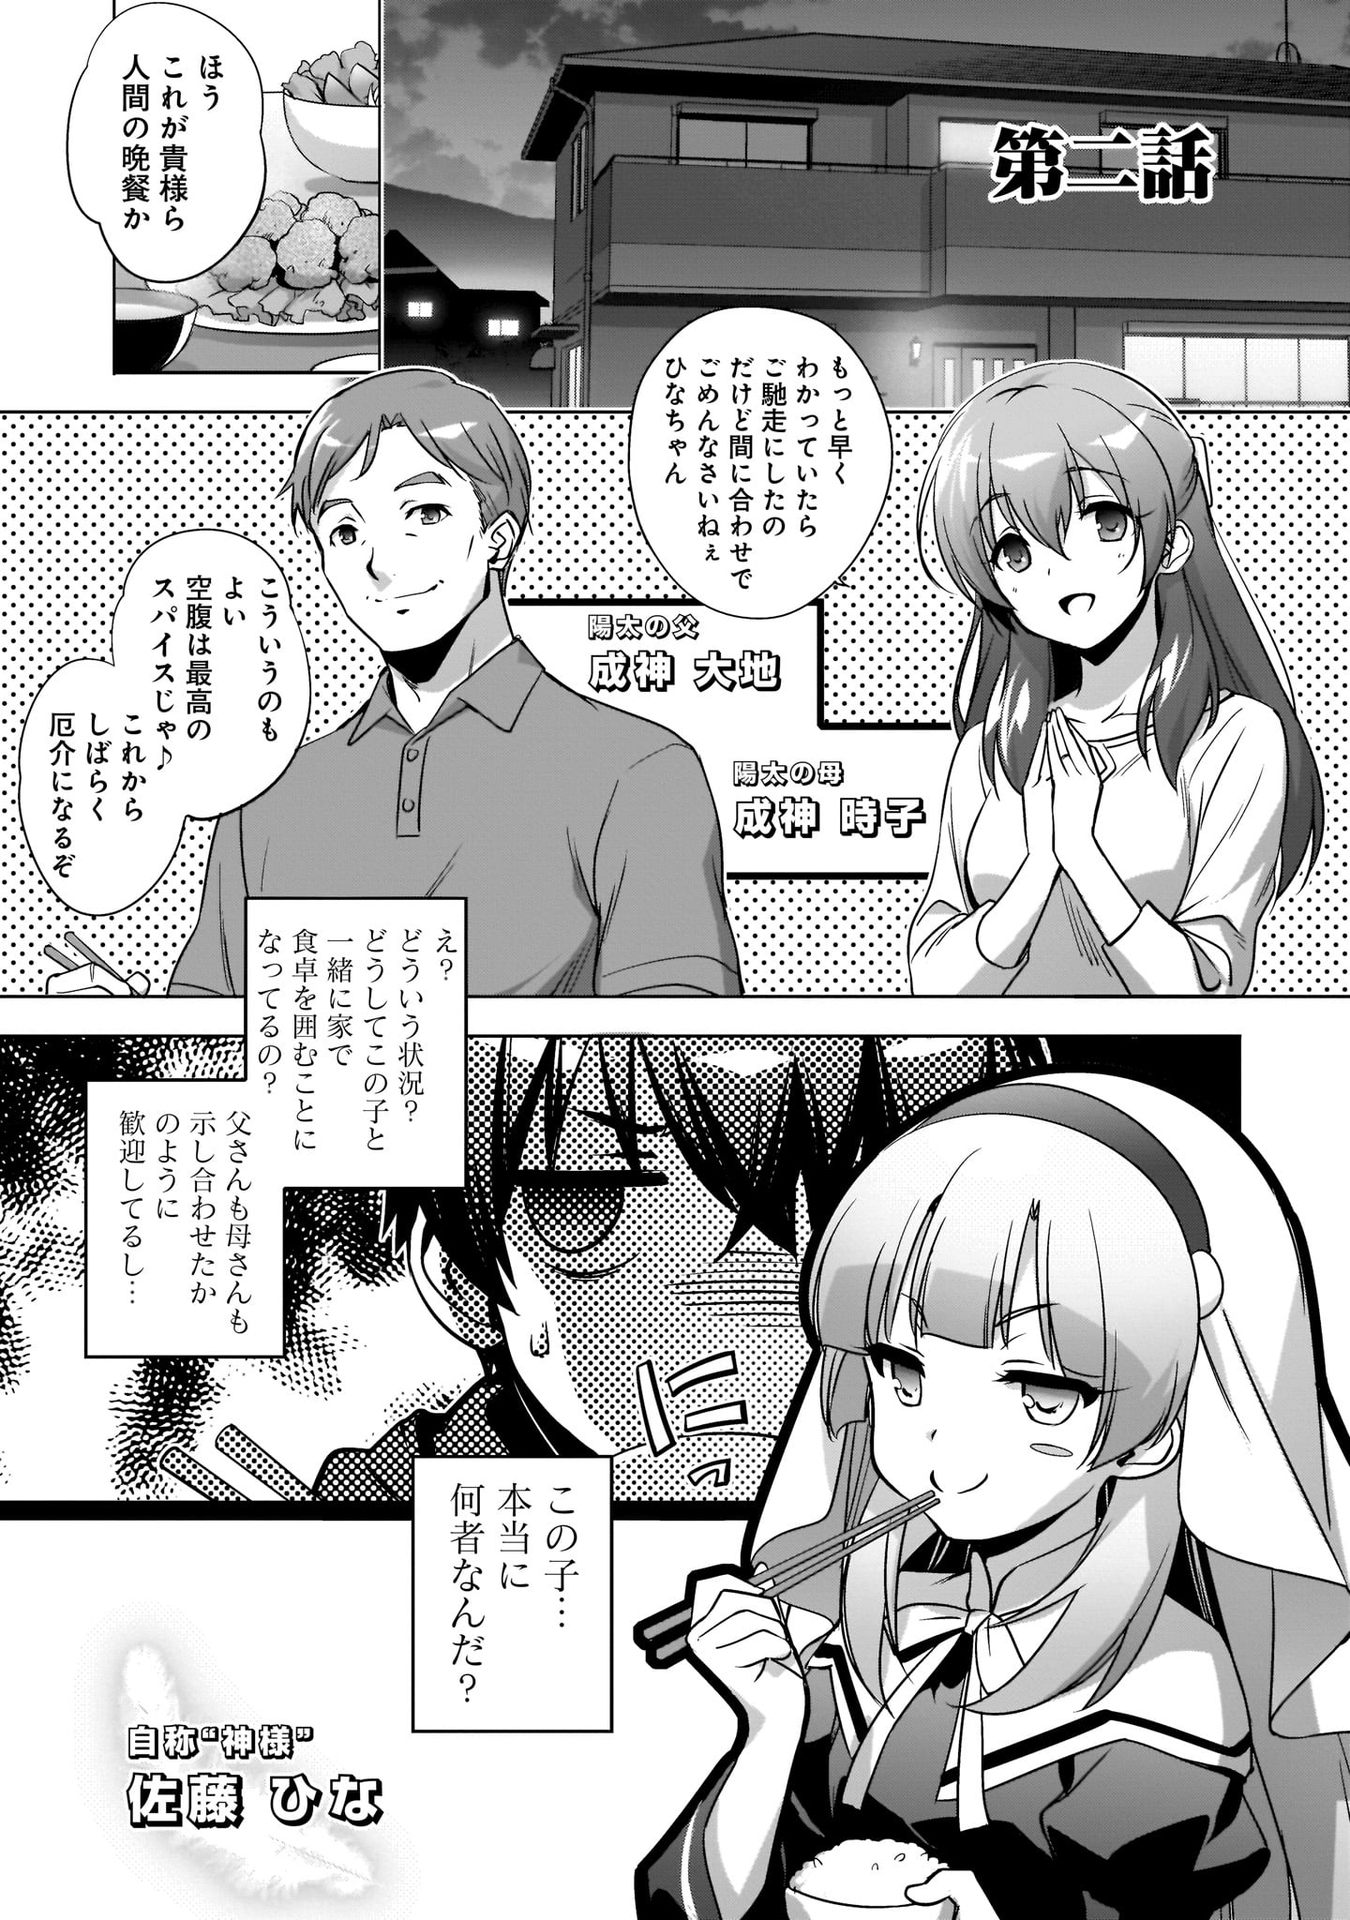 第二話
ほう
これが貴様ら
人間の晩餐か
もっと早く
わかっていたら
ご馳走にしたの
だけど間に合わせで
ごめんなさいねぇ
ひなちゃん
陽太の母
成神 時子
陽太の父
成神 大地
こういうのも
よい
空腹は最高の
スパイスじゃ♪
これから
しばらく
厄介になるぞ
え?
どういう状況?
どうしてこの子と
一緒に家で
食卓を囲むことに
なってるの?
父さんも母さんも
示し合わせたか
のように
歓迎してるし…
にこっ
この子…
本当に
何者なんだ?
自称“神様”
佐藤 ひな